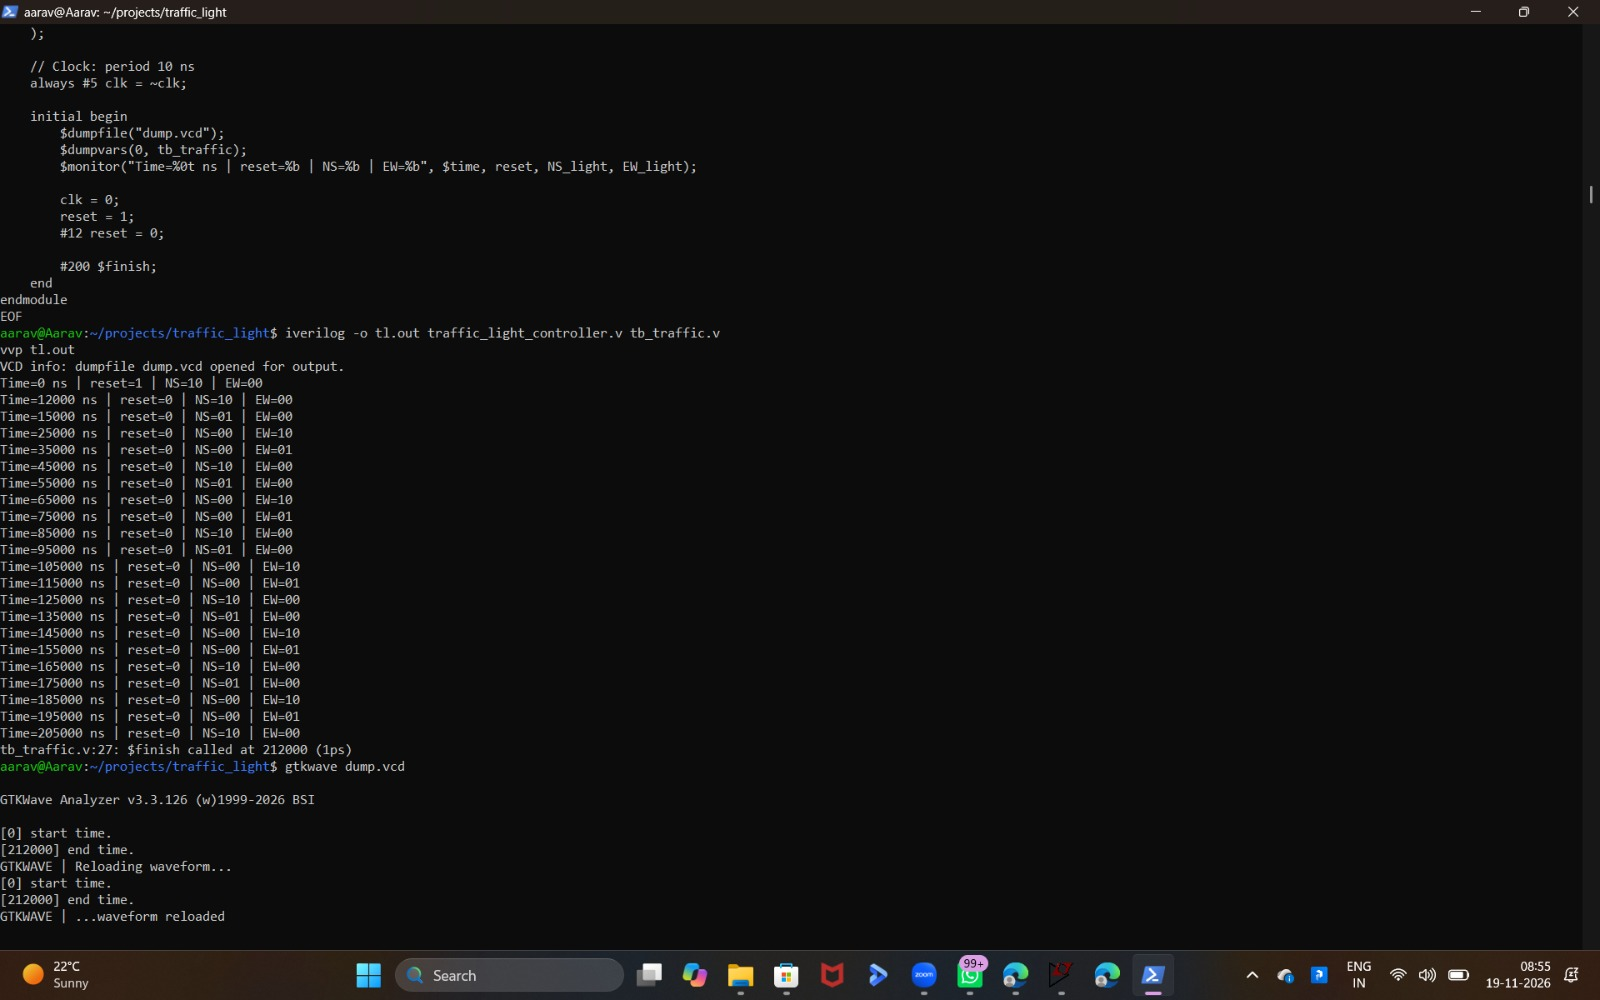 aarav@Aarav: ~/projects/traffic_light
);
// Clock: period 10 ns
always #5 clk = ~clk;
initial begin
$dumpfile("dump.vcd");
$dumpvars(0, tb_traffic);
$monitor("Time=%0t ns | reset=%b | NS=%b | EW=%b", $time, reset, NS_light, EW_light);
clk = 0;
reset = 1;
#12 reset = 0;
#200 $finish;
end
endmodule
EOF
aarav@Aarav:~/projects/traffic_light$ iverilog -o tl.out traffic_light_controller.v tb_traffic.v
vvp tl.out
VCD info: dumpfile dump.vcd opened for output.
Time=0 ns | reset=1 | NS=10 | EW=00
Time=12000 ns | reset=0 | NS=10 | EW=00
Time=15000 ns | reset=0 | NS=01 | EW=00
Time=25000 ns | reset=0 | NS=00 | EW=10
Time=35000 ns | reset=0 | NS=00 | EW=01
Time=45000 ns | reset=0 | NS=10 | EW=00
Time=55000 ns | reset=0 | NS=01 | EW=00
Time=65000 ns | reset=0 | NS=00 | EW=10
Time=75000 ns | reset=0 | NS=00 | EW=01
Time=85000 ns | reset=0 | NS=10 | EW=00
Time=95000 ns | reset=0 | NS=01 | EW=00
Time=105000 ns | reset=0 | NS=00 | EW=10
Time=115000 ns | reset=0 | NS=00 | EW=01
Time=125000 ns | reset=0 | NS=10 | EW=00
Time=135000 ns | reset=0 | NS=01 | EW=00
Time=145000 ns | reset=0 | NS=00 | EW=10
Time=155000 ns | reset=0 | NS=00 | EW=01
Time=165000 ns | reset=0 | NS=10 | EW=00
Time=175000 ns | reset=0 | NS=01 | EW=00
Time=185000 ns | reset=0 | NS=00 | EW=10
Time=195000 ns | reset=0 | NS=00 | EW=01
Time=205000 ns | reset=0 | NS=10 | EW=00
tb_traffic.v:27: $finish called at 212000 (1ps)
aarav@Aarav:~/projects/traffic_light$ gtkwave dump.vcd
GTKWave Analyzer v3.3.126 (w)1999-2026 BSI
[0] start time.
[212000] end time.
GTKWAVE | Reloading waveform...
[0] start time.
[212000] end time.
GTKWAVE | ...waveform reloaded
22°C
Sunny
Search
zoom
99+
ENG
IN
08:55
19-11-2026